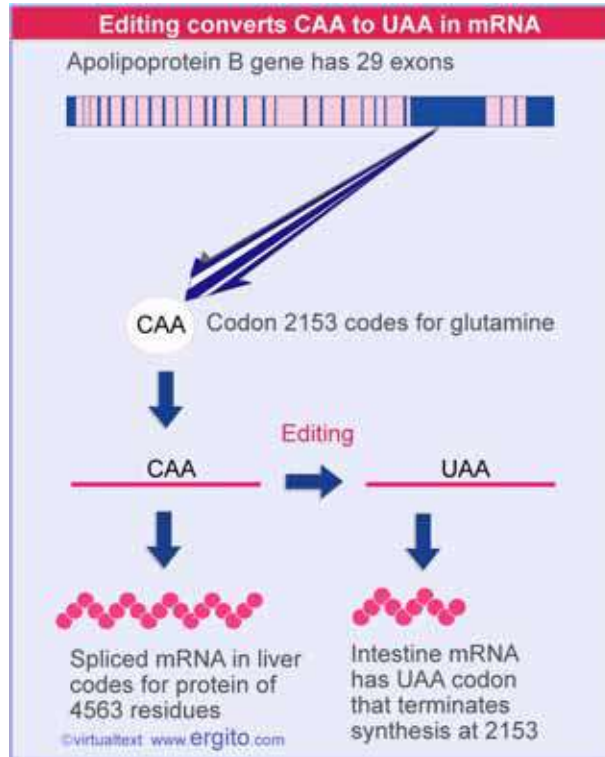 Editing converts CAA to UAA in mRNA
Apolipoprotein B gene has 29 exons
CAA
Codon 2153 codes for glutamine
Editing
CAA
UAA
Spliced mRNA in liver
codes for protein of
4563 residues
Intestine mRNA
has UAA codon
that terminates
synthesis at 2153
©virtualtext www.ergito.com